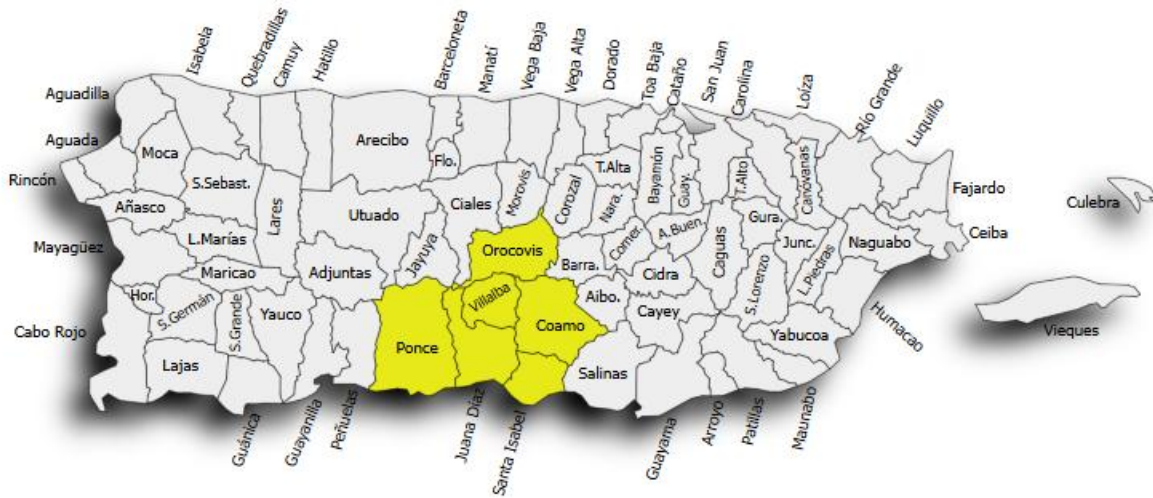 Isabela
Quebradillas
Camuy
Hatillo
Barceloneta
Manatí
Vega Baja
Vega Alta
Dorado
Toa Baja
Cataño
San Juan
Carolina
Loíza
Río Grande
Luquillo
Aguadilla
Aguada
Rincón
Mayagüez
Cabo Rojo
Moca
Añasco
S.Sebast.
L.Marías
Maricao
Hor.
S.Germán
S.Grande
Lajas
Lares
Yauco
Arecibo
Utuado
Adjuntas
Flo.
Ciales
Jayuya
Morovis
Orocovis
Villalba
Ponce
Coamo
Corozal
T.Alta
Nara.
Barra.
Comer.
Bayamón
Guay.
A.Buen.
Cidra
Aibo.
Cayey
Salinas
T.Alto
Caguas
Gura.
Canovanas
Junc.
S.Lorenzo
L.Piedras
Naguabo
Yabucoa
Fajardo
Ceiba
Humacao
Culebra
Vieques
Guánica
Guayanilla
Peñuelas
Juana Díaz
Santa Isabel
Guayama
Arroyo
Patillas
Maunabo